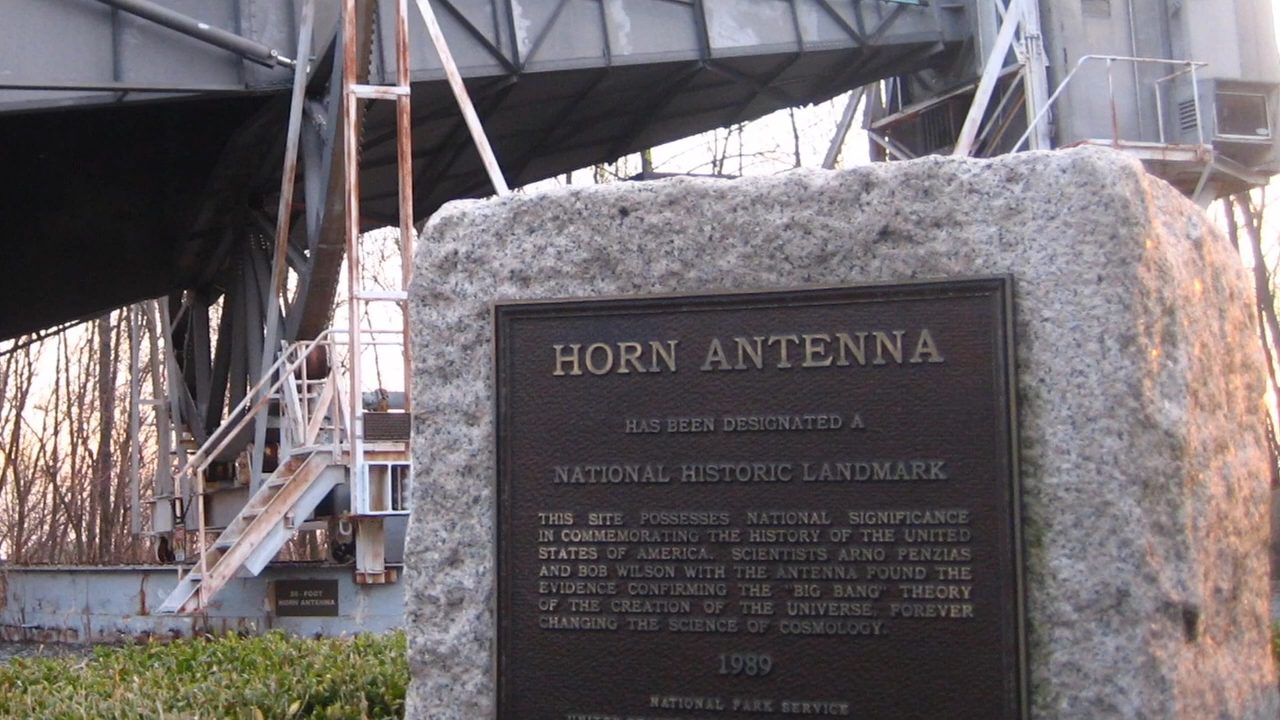 HORN ANTENNA
HAS BEEN DESIGNATED A
NATIONAL HISTORIC LANDMARK
THIS SITE POSSESSES NATIONAL SIGNIFICANCE
IN COMMEMORATING THE HISTORY OF THE UNITED
STATES OF AMERICA. SCIENTISTS ARNO PENZIAS
AND BOB WILSON WITH THE ANTENNA FOUND THE
EVIDENCE CONFIRMING THE "BIG BANG" THEORY
OF THE CREATION OF THE UNIVERSE, FOREVER
CHANGING THE SCIENCE OF COSMOLOGY.
1989
NATIONAL PARK SERVICE
20 - FOOT
HORN ANTENNA